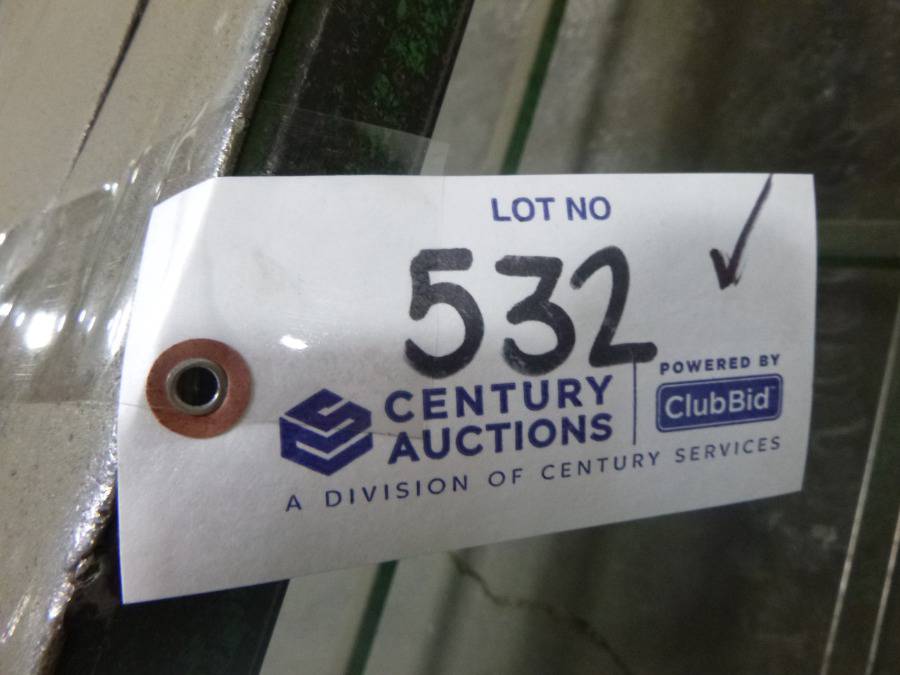 LOT NO
532
CENTURY
AUCTIONS
POWERED BY
ClubBid
A DIVISION OF CENTURY SERVICES